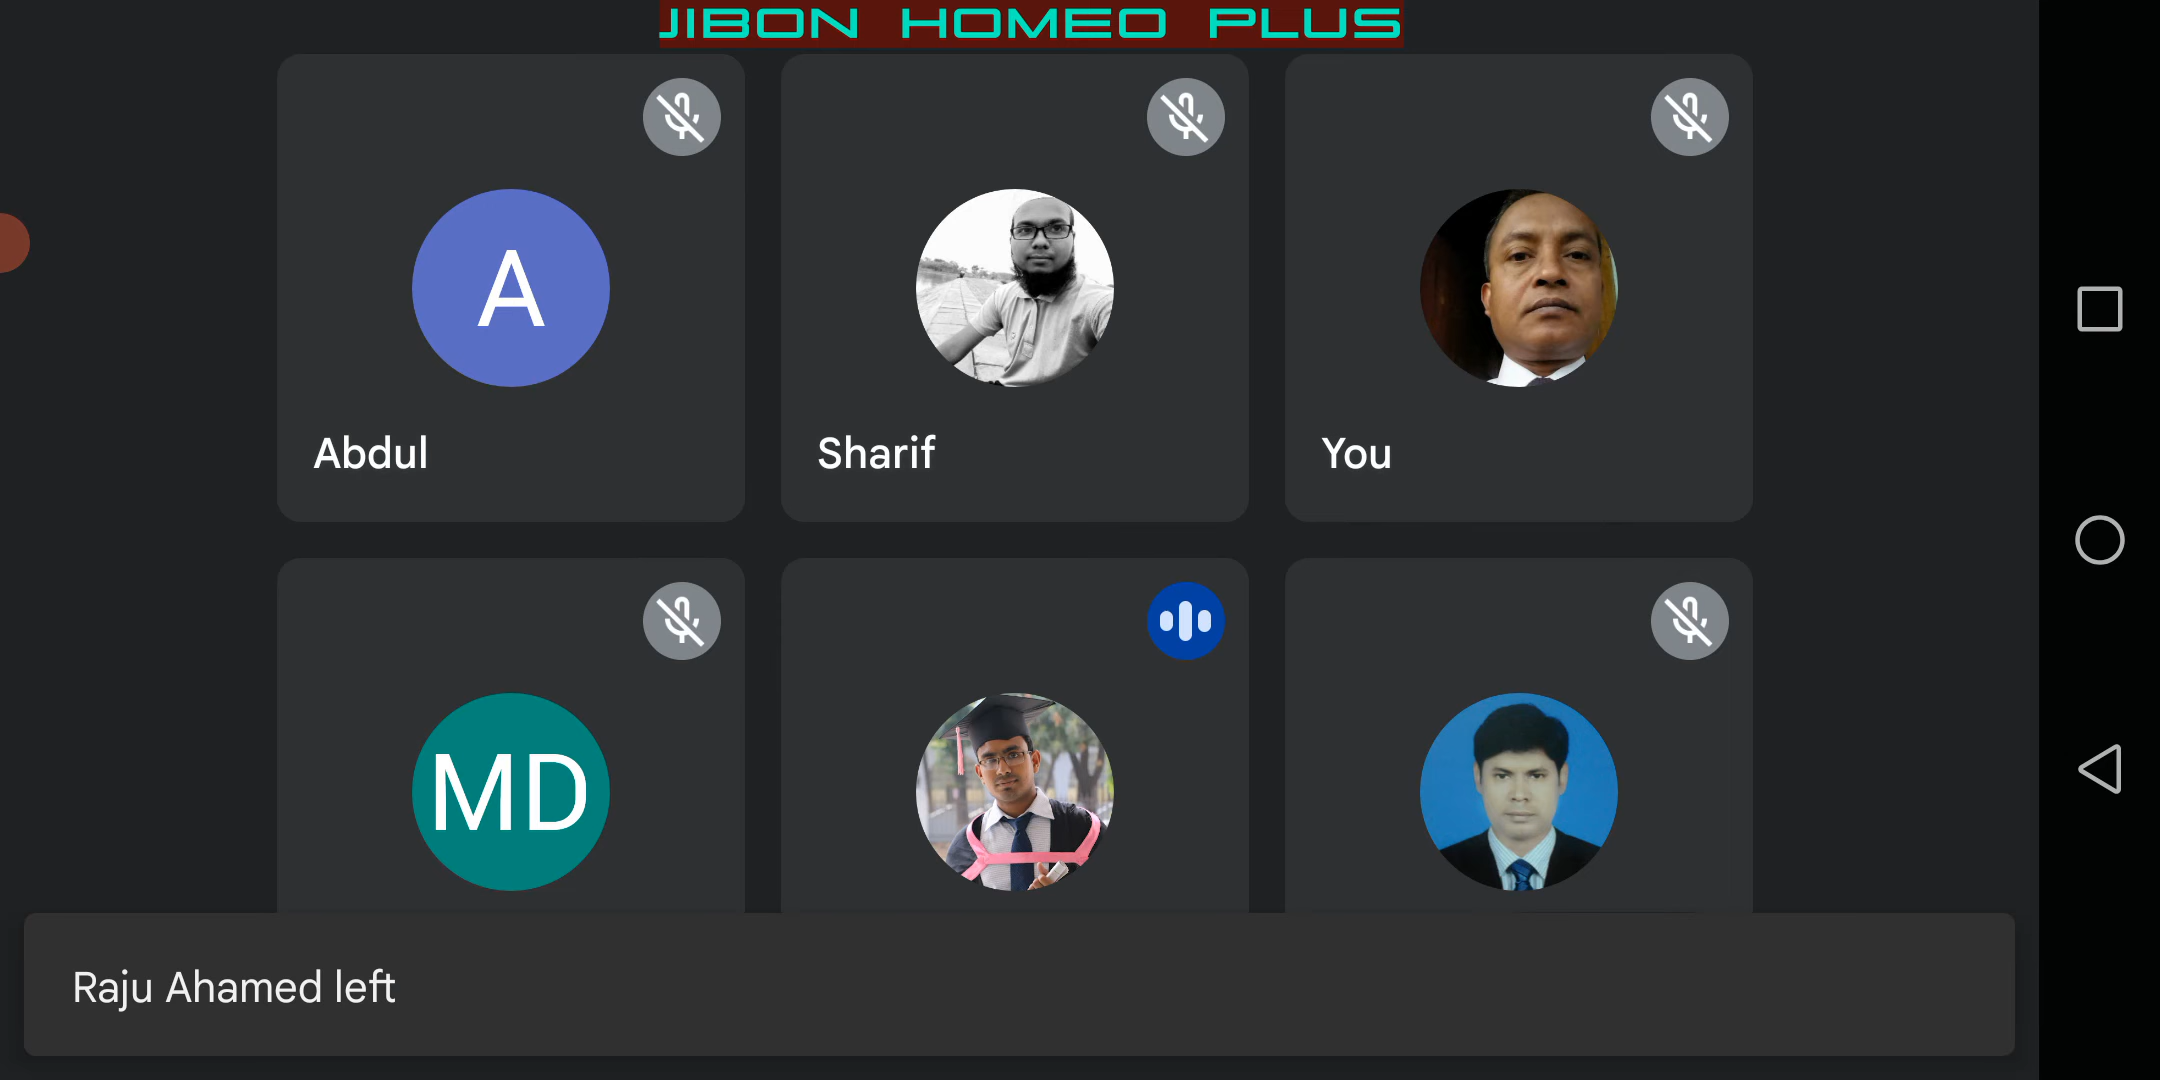 JIBON HOMEO PLUS
A
Abdul
Sharif
You
MD
Raju Ahamed left